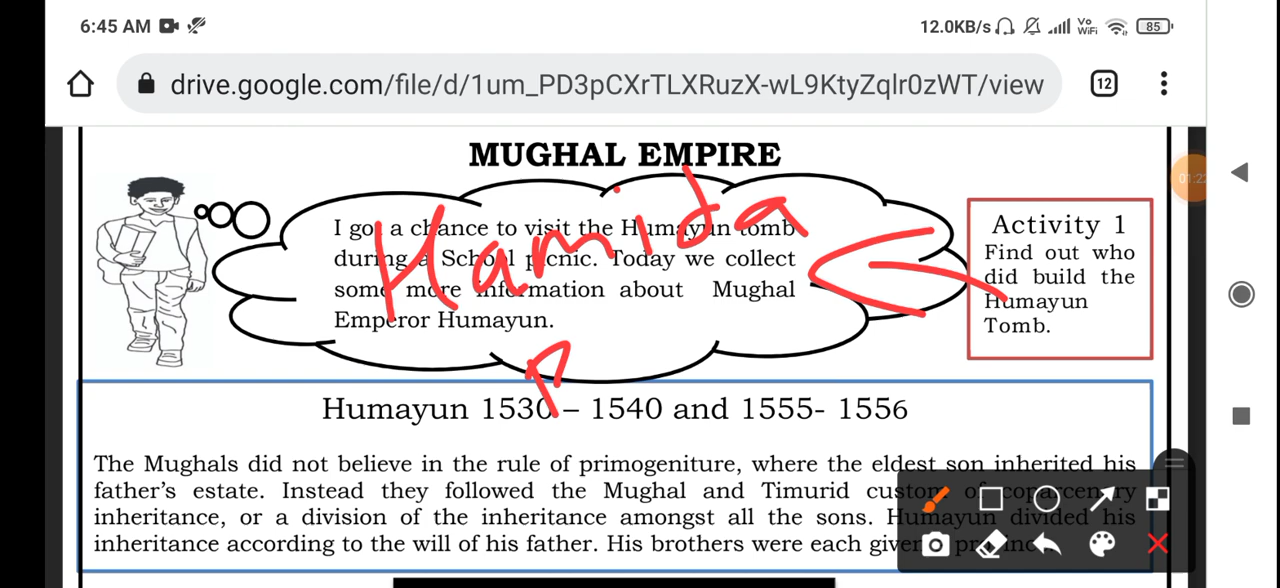 6:45 AM
12.0KB/s Vo WiFi 85
drive.google.com/file/d/1um_PD3pCXrTLXRuzX-wL9KtyZqlr0zWT/view
12
MUGHAL EMPIRE
01:22
I got a chance to visit the Humayun tomb
during a School picnic. Today we collect
some more information about Mughal
Emperor Humayun.
Hamida
Activity 1
Find out who
did build the
Humayun
Tomb.
Humayun 1530 – 1540 and 1555- 1556
The Mughals did not believe in the rule of primogeniture, where the eldest son inherited his
father's estate. Instead they followed the Mughal and Timurid custom of coparcenary
inheritance, or a division of the inheritance amongst all the sons. Humayun divided his
inheritance according to the will of his father. His brothers were each given